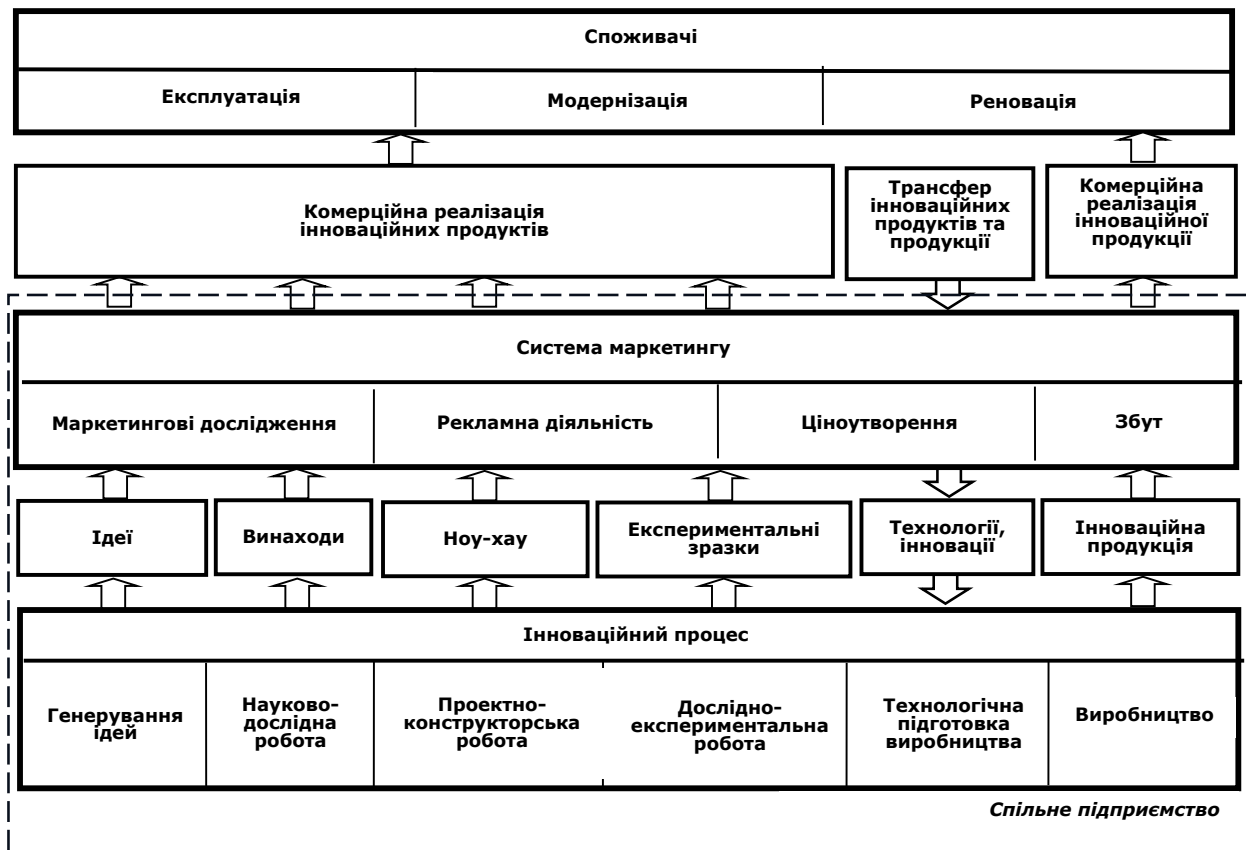 Споживачі
Експлуатація
Модернізація
Реновація
Комерційна реалізація
інноваційних продуктів
Трансфер
інноваційних
продуктів та
продукції
Комерційна
реалізація
інноваційної
продукції
Система маркетингу
Маркетингові дослідження
Рекламна діяльність
Ціноутворення
Збут
Ідеї
Винаходи
Ноу-хау
Експериментальні
зразки
Технології,
інновації
Інноваційна
продукція
Інноваційний процес
Генерування
ідей
Науково-
дослідна
робота
Проектно-
конструкторська
робота
Дослідно-
експериментальна
робота
Технологічна
підготовка
виробництва
Виробництво
Спільне підприємство